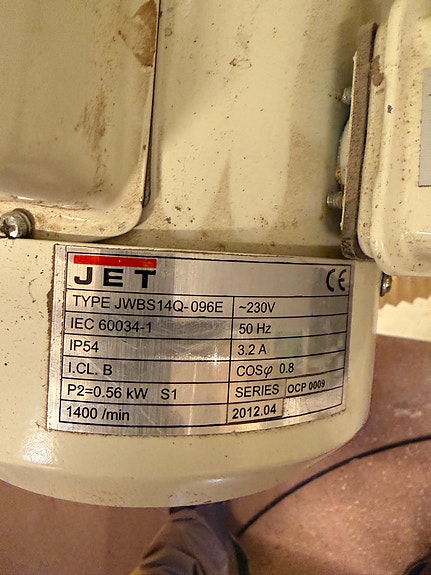 JET CE
TYPE JWBS14Q-096E ~230V
IEC 60034-1 50 Hz
IP54 3.2 A
I.CL. B COSφ 0.8
P2=0.56 kW S1 SERIES OCP 0009
1400 /min 2012.04